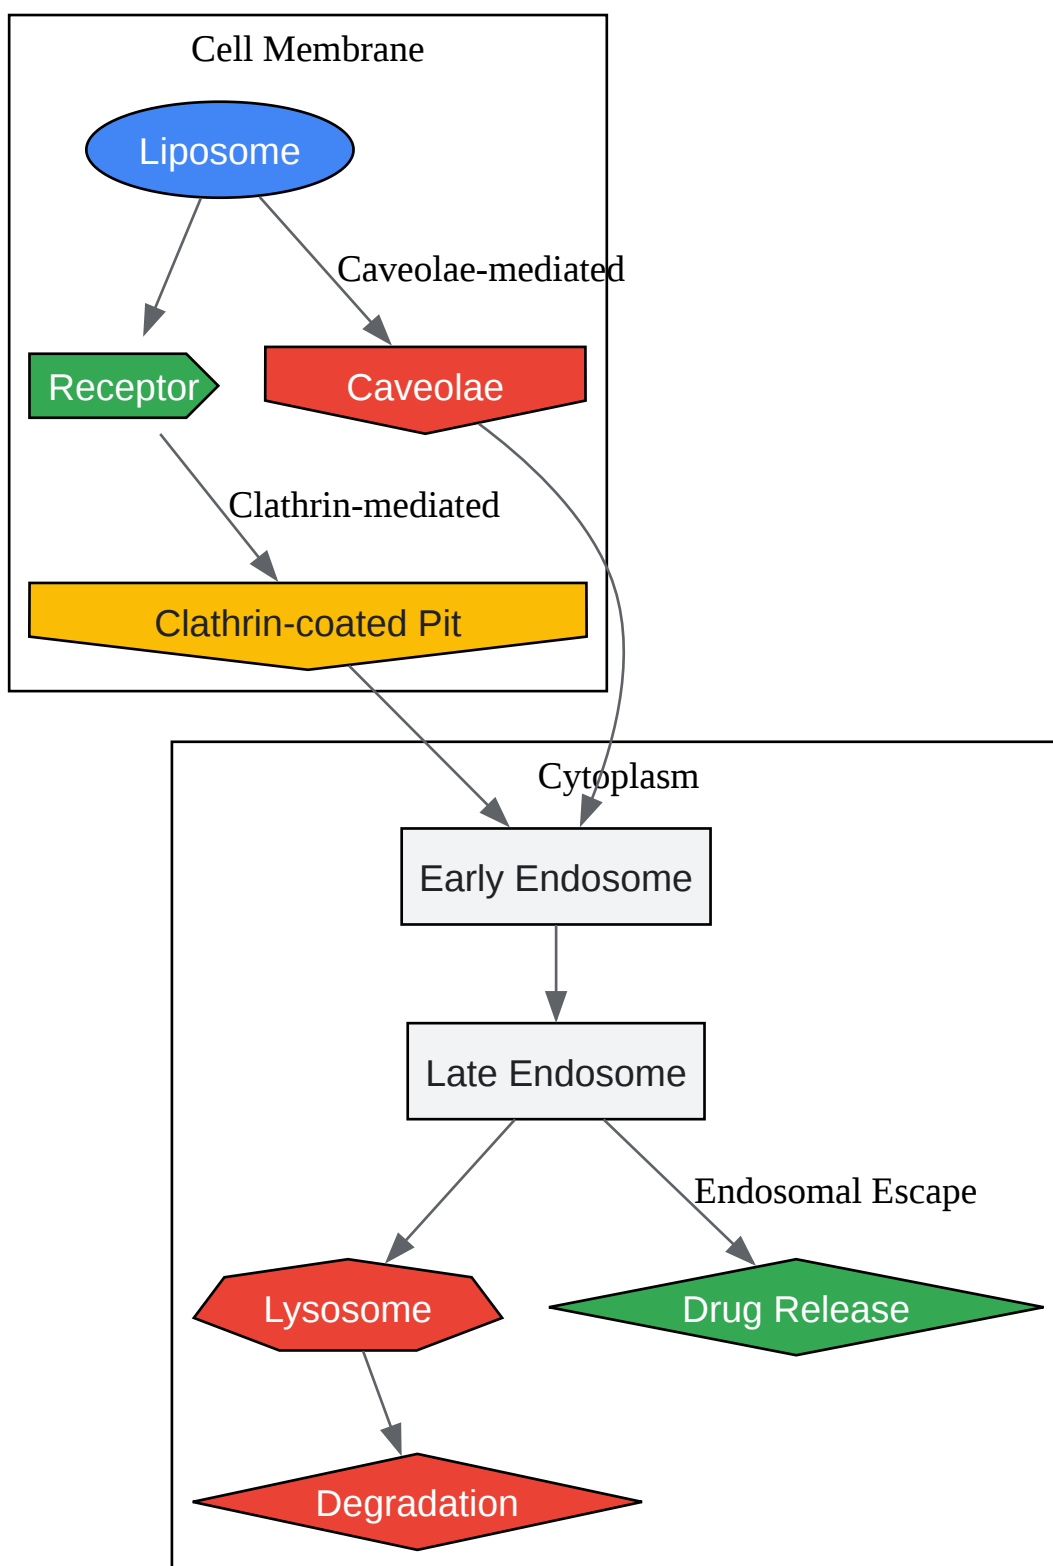 Cell Membrane
Liposome
Caveolae-mediated
Receptor
Caveolae
Clathrin-mediated
Clathrin-coated Pit
Cytoplasm
Early Endosome
Late Endosome
Endosomal Escape
Lysosome
Drug Release
Degradation